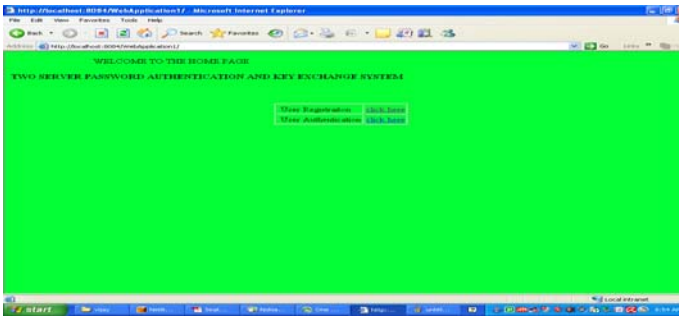 http://localhost:8084/WebApplication1/ - Microsoft Internet Explorer
File Edit View Favorites Tools Help
Back Search Favorites
Address http://localhost:8084/WebApplication1/ Go Links
WELCOME TO THE HOME PAGE
TWO SERVER PASSWORD AUTHENTICATION AND KEY EXCHANGE SYSTEM
User Registration click here
User Authentication click here
Local intranet
start